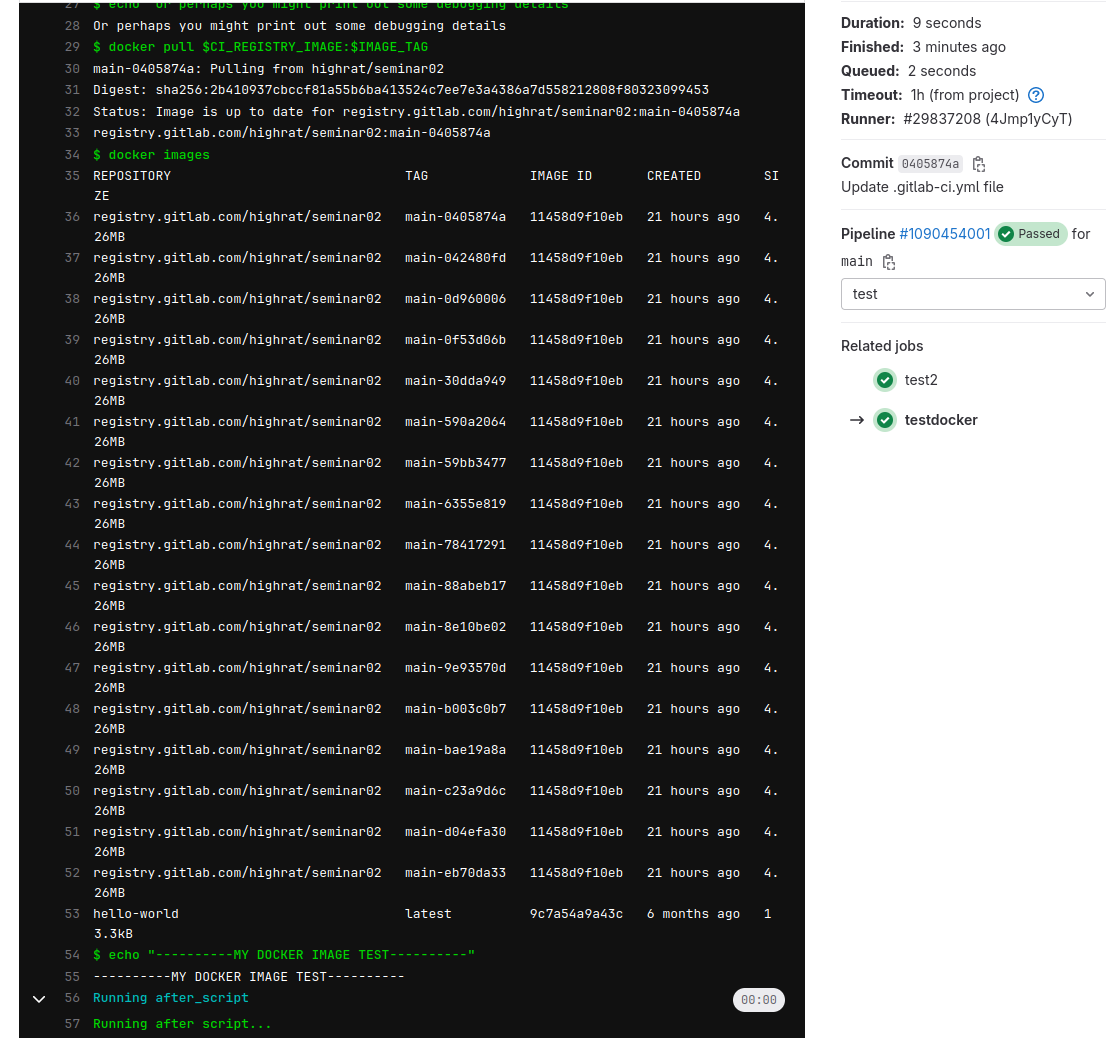 27 $ echo "Or perhaps you might print out some debugging details"
28 Or perhaps you might print out some debugging details
29 $ docker pull $CI_REGISTRY_IMAGE:$IMAGE_TAG
30 main-0405874a: Pulling from highrat/seminar02
31 Digest: sha256:2b410937cbccf81a55b6ba413524c7ee7e3a4386a7d558212808f80323099453
32 Status: Image is up to date for registry.gitlab.com/highrat/seminar02:main-0405874a
33 registry.gitlab.com/highrat/seminar02:main-0405874a
34 $ docker images
35 REPOSITORY TAG IMAGE ID CREATED SI
ZE
36 registry.gitlab.com/highrat/seminar02 main-0405874a 11458d9f10eb 21 hours ago 4.
26MB
37 registry.gitlab.com/highrat/seminar02 main-042480fd 11458d9f10eb 21 hours ago 4.
26MB
38 registry.gitlab.com/highrat/seminar02 main-0d960006 11458d9f10eb 21 hours ago 4.
26MB
39 registry.gitlab.com/highrat/seminar02 main-0f53d06b 11458d9f10eb 21 hours ago 4.
26MB
40 registry.gitlab.com/highrat/seminar02 main-30dda949 11458d9f10eb 21 hours ago 4.
26MB
41 registry.gitlab.com/highrat/seminar02 main-590a2064 11458d9f10eb 21 hours ago 4.
26MB
42 registry.gitlab.com/highrat/seminar02 main-59bb3477 11458d9f10eb 21 hours ago 4.
26MB
43 registry.gitlab.com/highrat/seminar02 main-6355e819 11458d9f10eb 21 hours ago 4.
26MB
44 registry.gitlab.com/highrat/seminar02 main-78417291 11458d9f10eb 21 hours ago 4.
26MB
45 registry.gitlab.com/highrat/seminar02 main-88abeb17 11458d9f10eb 21 hours ago 4.
26MB
46 registry.gitlab.com/highrat/seminar02 main-8e10be02 11458d9f10eb 21 hours ago 4.
26MB
47 registry.gitlab.com/highrat/seminar02 main-9e93570d 11458d9f10eb 21 hours ago 4.
26MB
48 registry.gitlab.com/highrat/seminar02 main-b003c0b7 11458d9f10eb 21 hours ago 4.
26MB
49 registry.gitlab.com/highrat/seminar02 main-bae19a8a 11458d9f10eb 21 hours ago 4.
26MB
50 registry.gitlab.com/highrat/seminar02 main-c23a9d6c 11458d9f10eb 21 hours ago 4.
26MB
51 registry.gitlab.com/highrat/seminar02 main-d04efa30 11458d9f10eb 21 hours ago 4.
26MB
52 registry.gitlab.com/highrat/seminar02 main-eb70da33 11458d9f10eb 21 hours ago 4.
26MB
53 hello-world latest 9c7a54a9a43c 6 months ago 1
3.3kB
54 $ echo "----------MY DOCKER IMAGE TEST----------"
55 ----------MY DOCKER IMAGE TEST----------
56 Running after_script 00:00
57 Running after script...
Duration: 9 seconds
Finished: 3 minutes ago
Queued: 2 seconds
Timeout: 1h (from project) ?
Runner: #29837208 (4Jmp1yCyT)
Commit 0405874a
Update .gitlab-ci.yml file
Pipeline #1090454001 Passed for
main
test
Related jobs
test2
→ testdocker